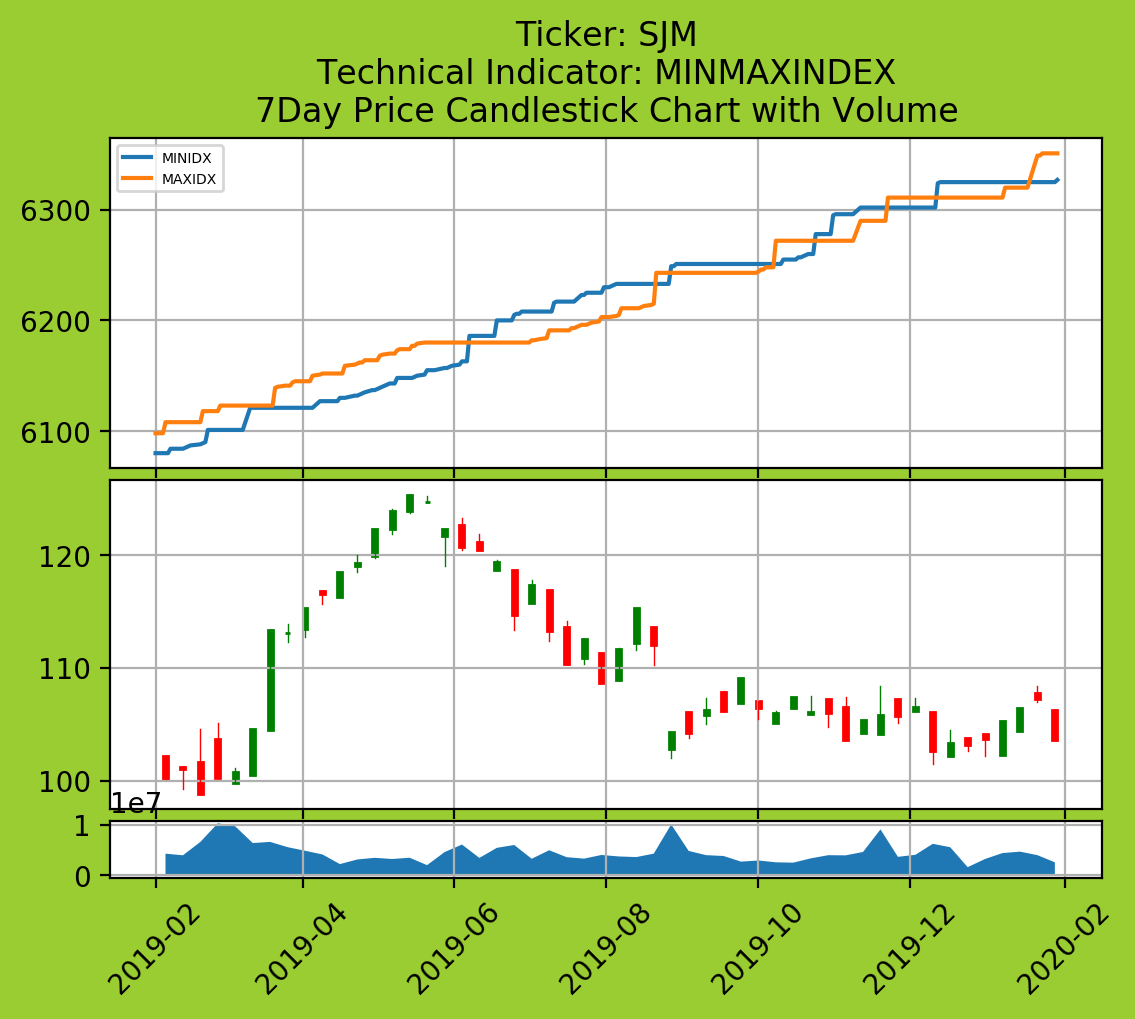 Ticker: SJM
Technical Indicator: MINMAXINDEX
7Day Price Candlestick Chart with Volume
MINIDX
MAXIDX
6300
6200
6100
120
110
100
1e7
1
0
2019-02
2019-04
2019-06
2019-08
2019-10
2019-12
2020-02